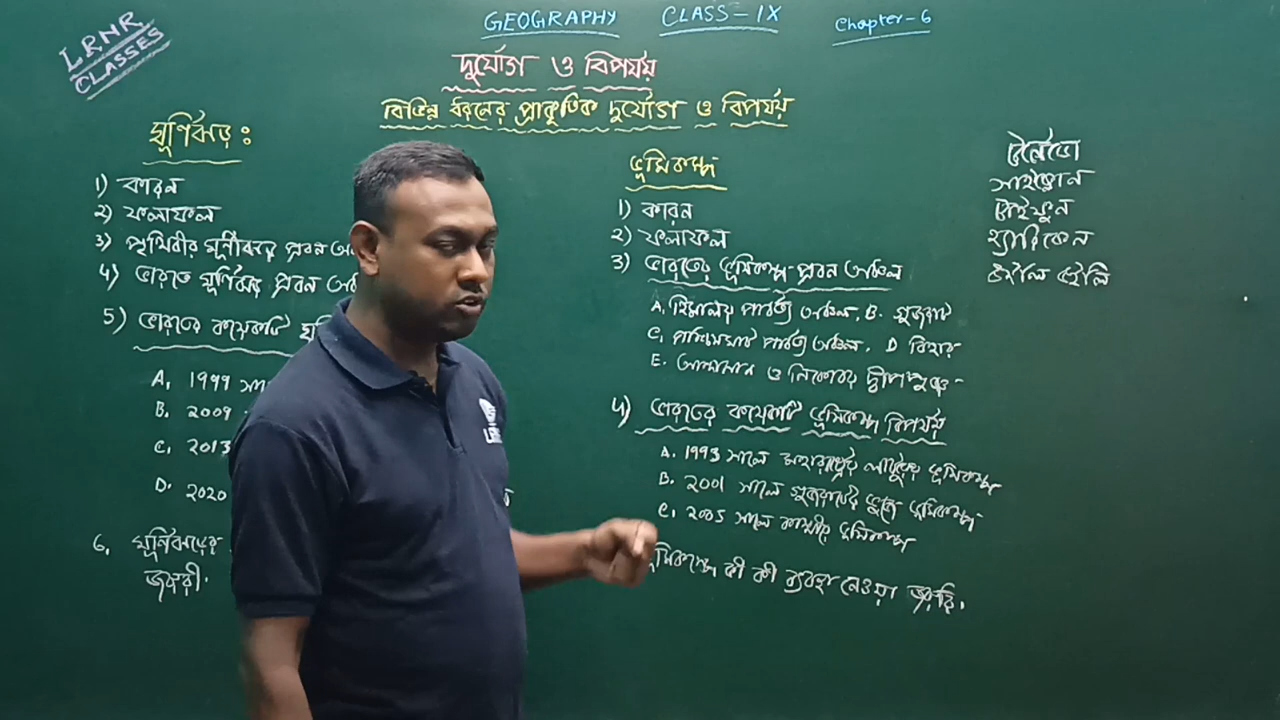 LRNR CLASSES
GEOGRAPHY CLASS-IX Chapter-6
দুর্যোগ ও বিপর্যয়
বিভিন্ন ধরনের প্রাকৃতিক দুর্যোগ ও বিপর্যয়
ঘূর্ণিঝড় :
1) কারন
2) ফলাফল
3) পৃথিবীর ঘূর্ণীঝড় প্রবন
4) ভারতে ঘূর্ণিঝড় প্রবন
5) ভারতের কয়েকটি
A. 1999
B. 2009
C. 2013
D. 2020
6. ঘূর্ণিঝড়ের
জরুরী.
ভূমিকম্প
1) কারন
2) ফলাফল
3) ভারতের ভূমিকম্প-প্রবন অঞ্চল
A. হিমালয় পার্বত্য অঞ্চল, B. গুজরাট
C. পশ্চিমঘাট পার্বত্য অঞ্চল, D বিহার
E. আন্দামান ও নিকোবর দ্বীপপুঞ্জ-
4) ভারতের কয়েকটি ভূমিকম্প বিপর্যয়
A. 1993 সালে মহারাষ্ট্রের লাটুরে ভূমিকম্প
B. 2001 সালে গুজরাটের ভুজে ভূমিকম্প
C. 2005 সালে কাশ্মীর ভূমিকম্প
ভূমিকম্পে কী কী ব্যবস্থা নেওয়া জরুরি.
টর্নেডো
সাইক্লোন
টাইফুন
হ্যারিকেন
উইলি উইলি